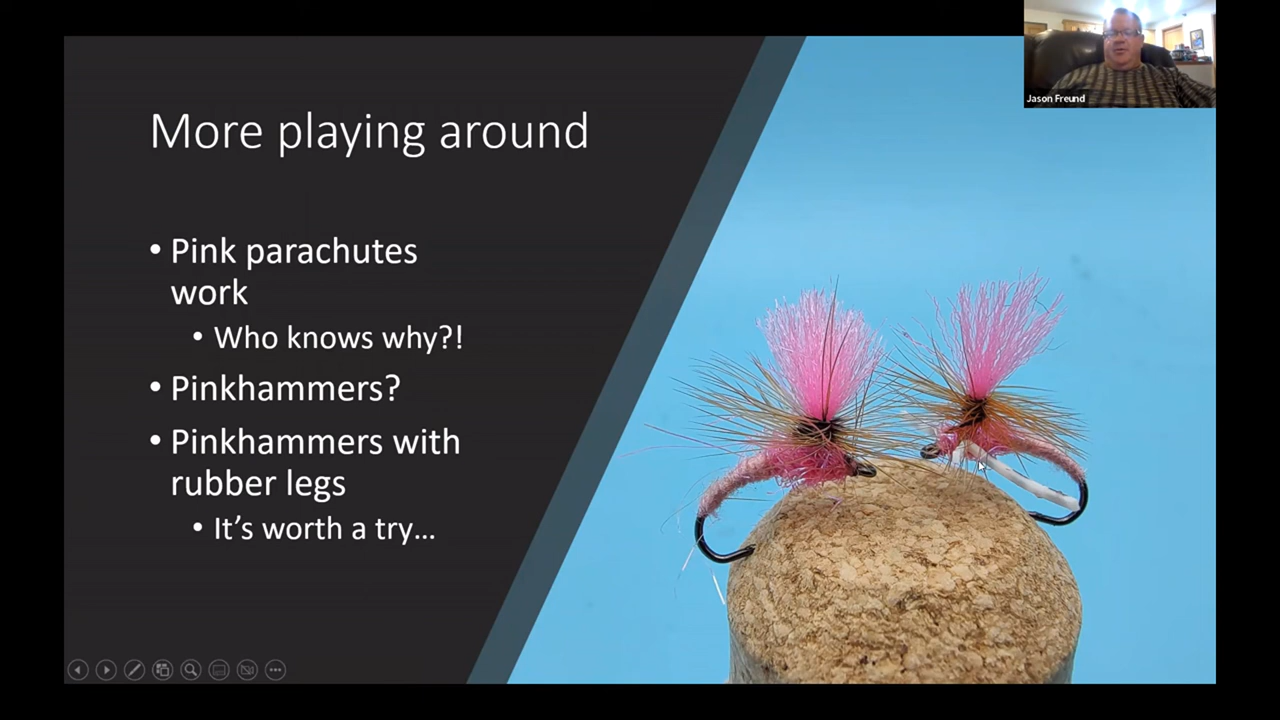 Jason Freund
More playing around
• Pink parachutes
work
• Who knows why?!
• Pinkhammers?
• Pinkhammers with
rubber legs
• It's worth a try…